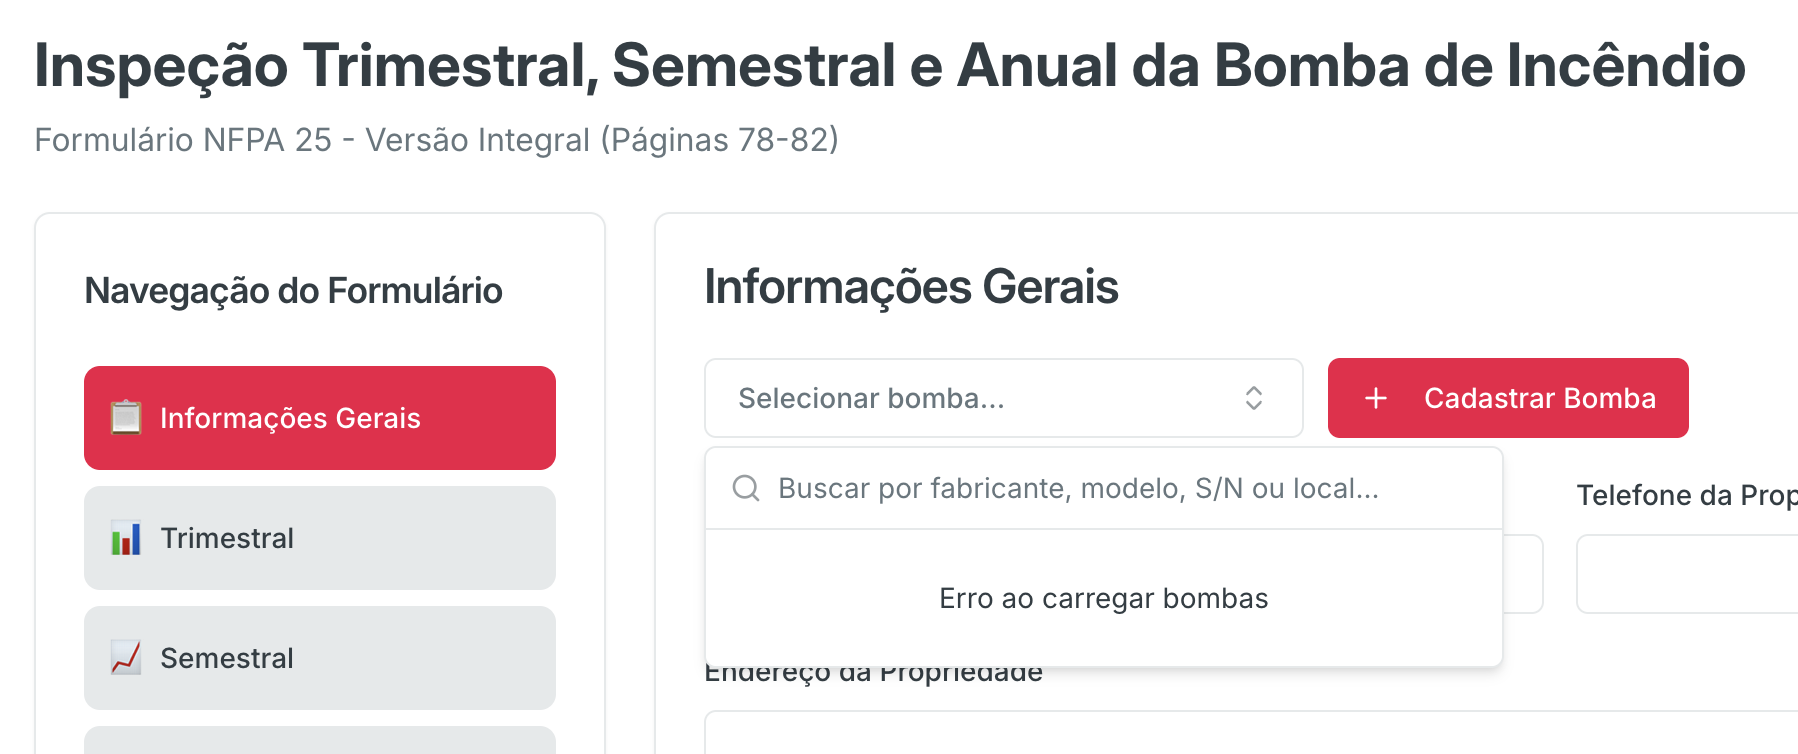 Inspeção Trimestral, Semestral e Anual da Bomba de Incêndio
Formulário NFPA 25 - Versão Integral (Páginas 78-82)
Navegação do Formulário
Informações Gerais
Trimestral
Semestral
Informações Gerais
Selecionar bomba...
+ Cadastrar Bomba
Buscar por fabricante, modelo, S/N ou local...
Erro ao carregar bombas
Telefone da Prop
Endereço da Propriedade